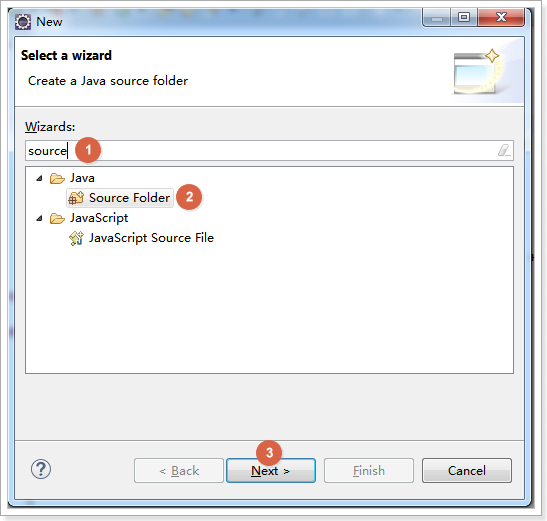 New
Select a wizard
Create a Java source folder
Wizards:
source 1
Java
Source Folder 2
JavaScript
JavaScript Source File
3
? < Back Next > Finish Cancel